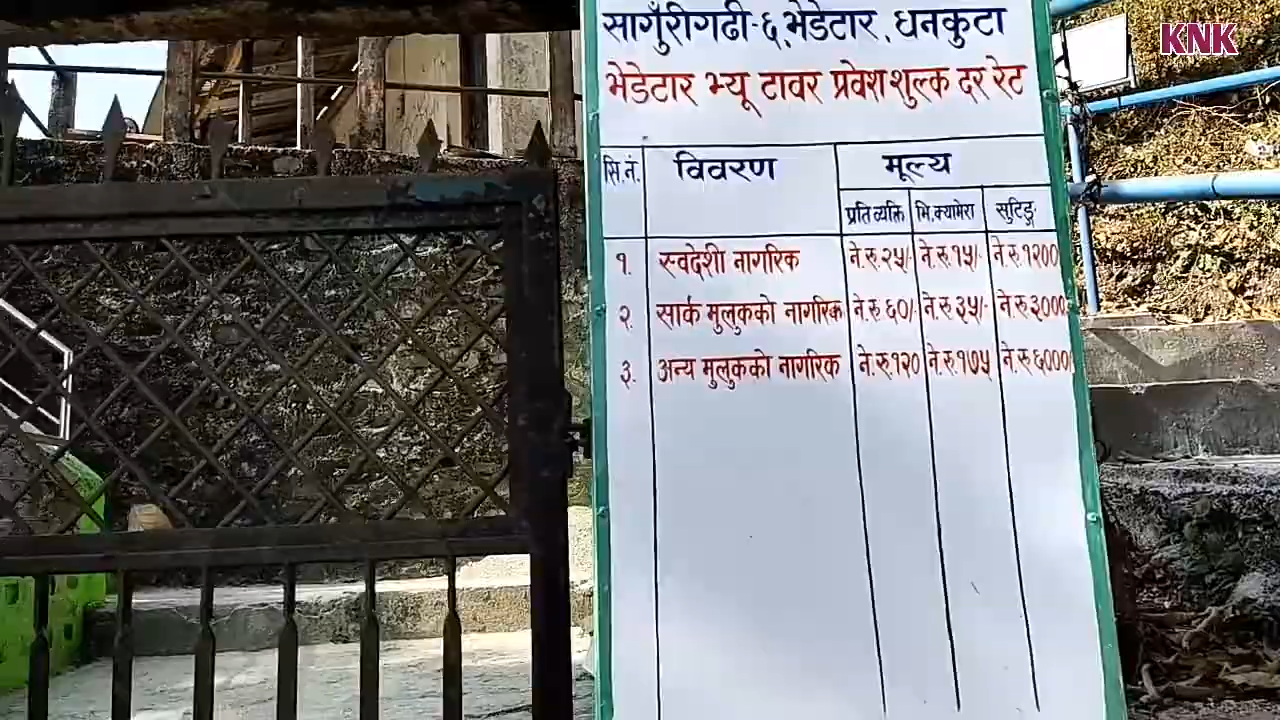 KNK
सागुँरीगढी-६, भेडेटार, धनकुटा
भेडेटार भ्यू टावर प्रवेश शुल्क दर रेट
सि.नं. विवरण मूल्य
प्रति व्यक्ति भि.क्यामेरा सुटिङ्ग
१. स्वदेशी नागरिक ने.रु.२५/- ने.रु.१५/- ने.रु.१२००
२. सार्क मुलुकको नागरिक ने.रु ६०/- ने.रु ३५/- ने.रु ३०००
३. अन्य मुलुकको नागरिक ने.रु.१२० ने.रु.१७५ ने.रु ६०००